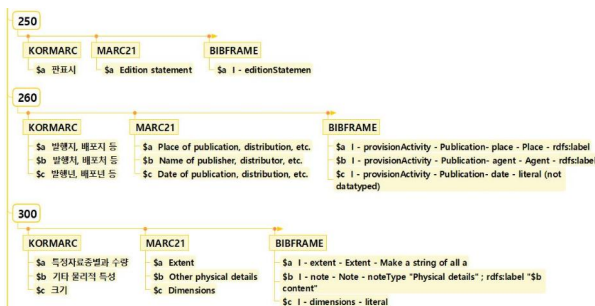 250
KORMARC MARC21 BIBFRAME
$a 판표시 $a Edition statement $a I - editionStatemen
260
KORMARC MARC21 BIBFRAME
$a 발행지, 배포지 등 $a Place of publication, distribution, etc. $a I - provisionActivity - Publication- place - Place - rdfs:label
$b 발행처, 배포처 등 $b Name of publisher, distributor, etc. $b I - provisionActivity - Publication- agent - Agent - rdfs:label
$c 발행년, 배포년 등 $c Date of publication, distribution, etc. $c I - provisionActivity - Publication- date - literal (not
datatyped)
300
KORMARC MARC21 BIBFRAME
$a 특정자료종별과 수량 $a Extent $a I - extent - Extent - Make a string of all a
$b 기타 물리적 특성 $b Other physical details $b I - note - Note - noteType "Physical details" ; rdfs:label "$b
content"
$c 크기 $c Dimensions $c I - dimensions - literal